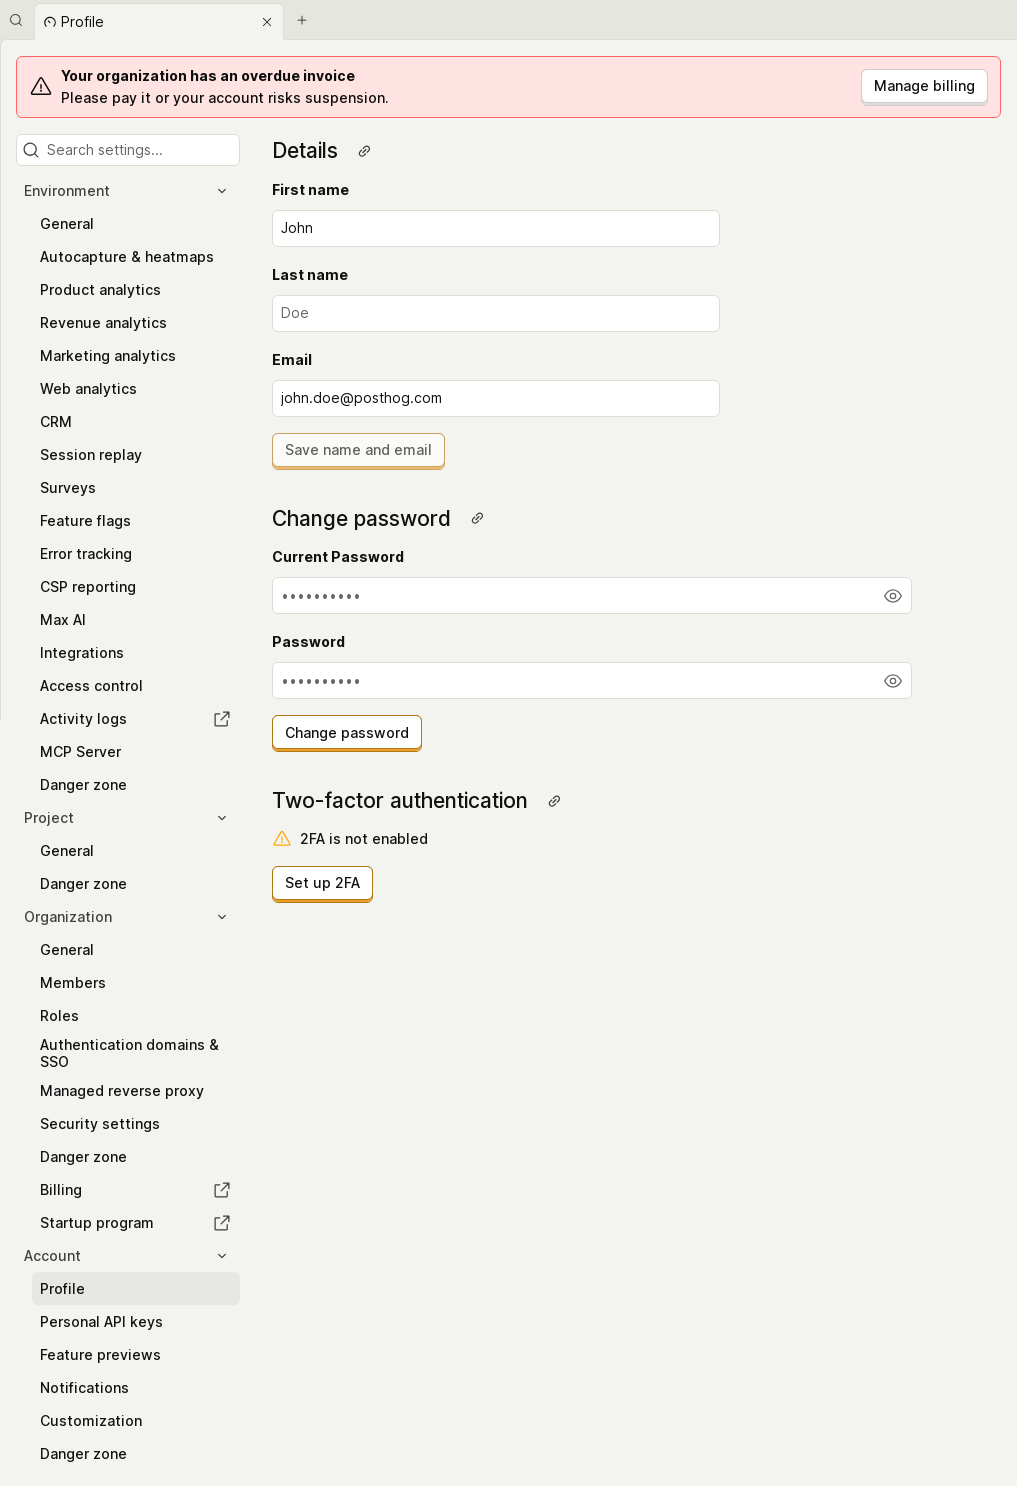 Profile
Your organization has an overdue invoice
Please pay it or your account risks suspension.
Manage billing
Search settings...
Environment
General
Autocapture & heatmaps
Product analytics
Revenue analytics
Marketing analytics
Web analytics
CRM
Session replay
Surveys
Feature flags
Error tracking
CSP reporting
Max AI
Integrations
Access control
Activity logs
MCP Server
Danger zone
Project
General
Danger zone
Organization
General
Members
Roles
Authentication domains &
SSO
Managed reverse proxy
Security settings
Danger zone
Billing
Startup program
Account
Profile
Personal API keys
Feature previews
Notifications
Customization
Danger zone
Details
First name
John
Last name
Doe
Email
john.doe@posthog.com
Save name and email
Change password
Current Password
••••••••••
Password
••••••••••
Change password
Two-factor authentication
2FA is not enabled
Set up 2FA